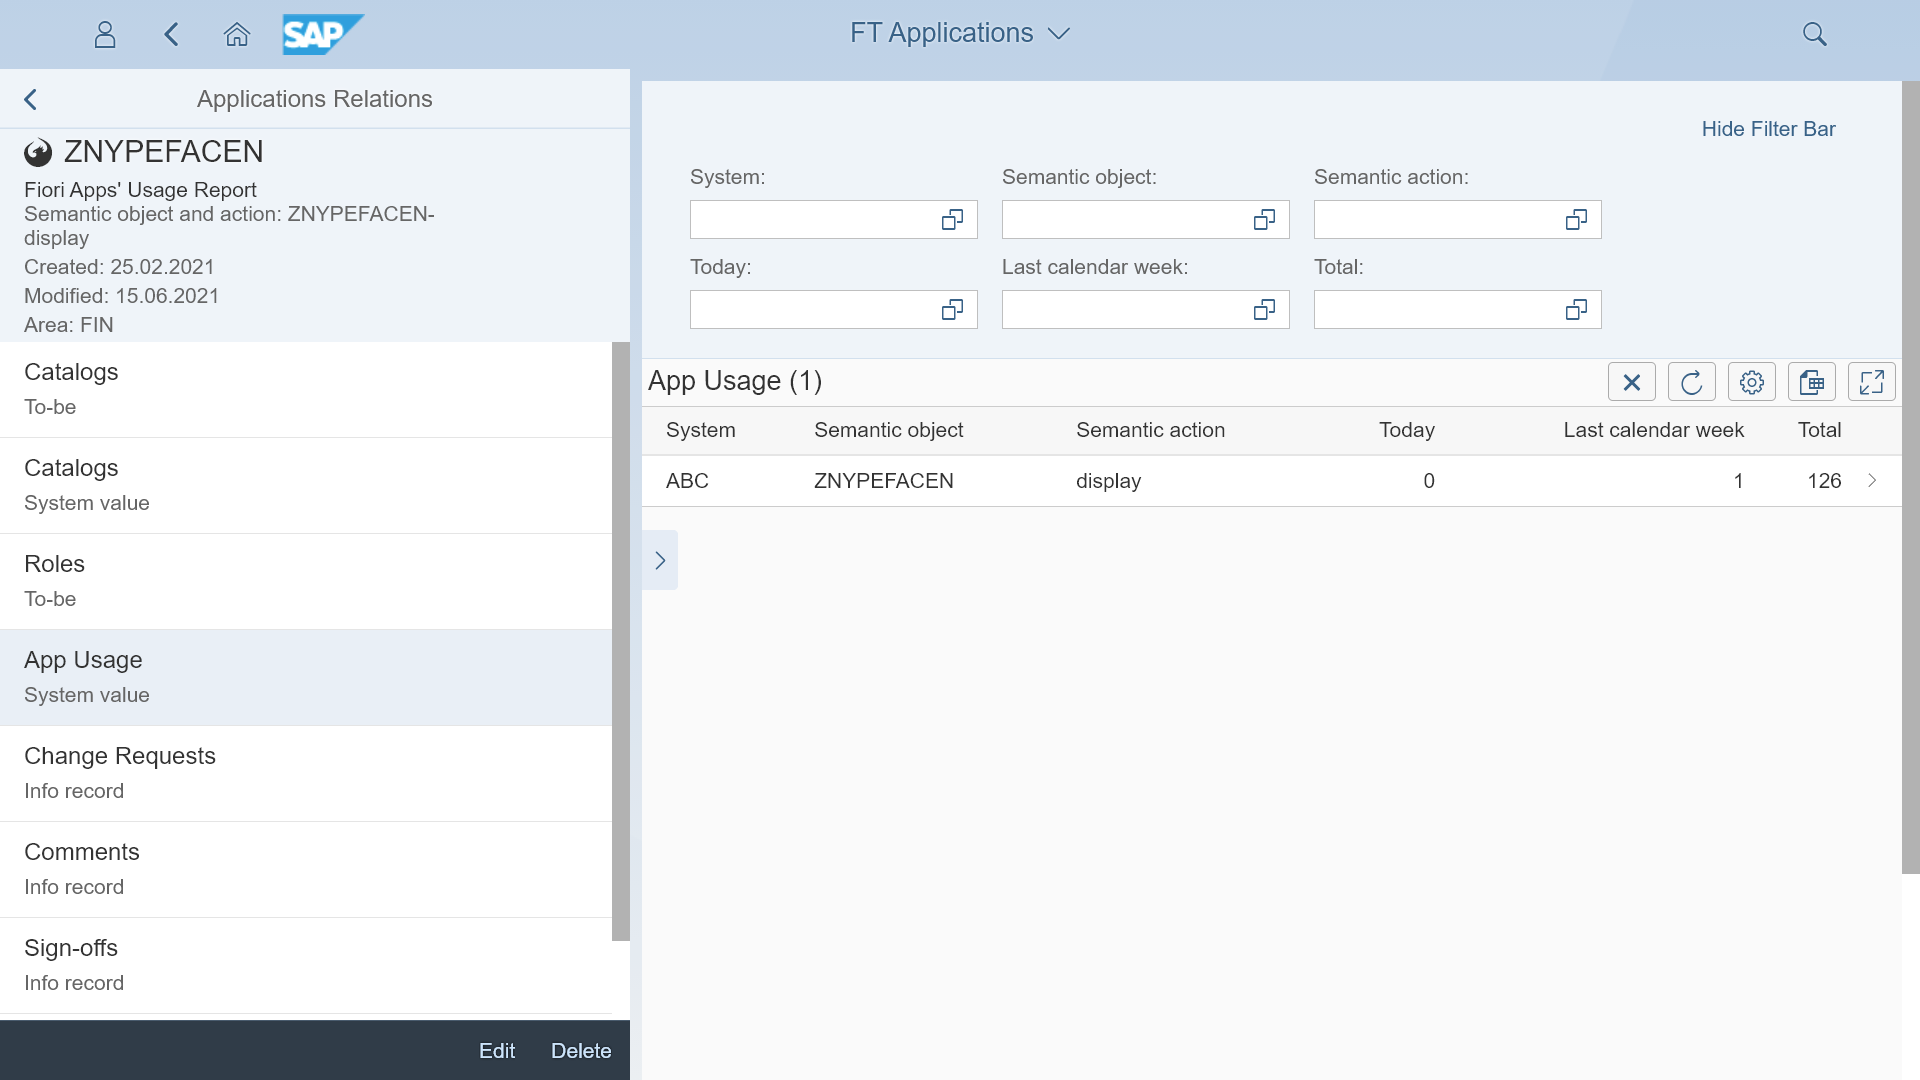 SAP
FT Applications
Applications Relations
ZNYPEFACEN
Fiori Apps' Usage Report
Semantic object and action: ZNYPEFACEN-
display
Created: 25.02.2021
Modified: 15.06.2021
Area: FIN
Catalogs
To-be
Catalogs
System value
Roles
To-be
App Usage
System value
Change Requests
Info record
Comments
Info record
Sign-offs
Info record
Edit Delete
Hide Filter Bar
System: Semantic object: Semantic action:
Today: Last calendar week: Total:
App Usage (1)
System Semantic object Semantic action Today Last calendar week Total
ABC ZNYPEFACEN display 0 1 126